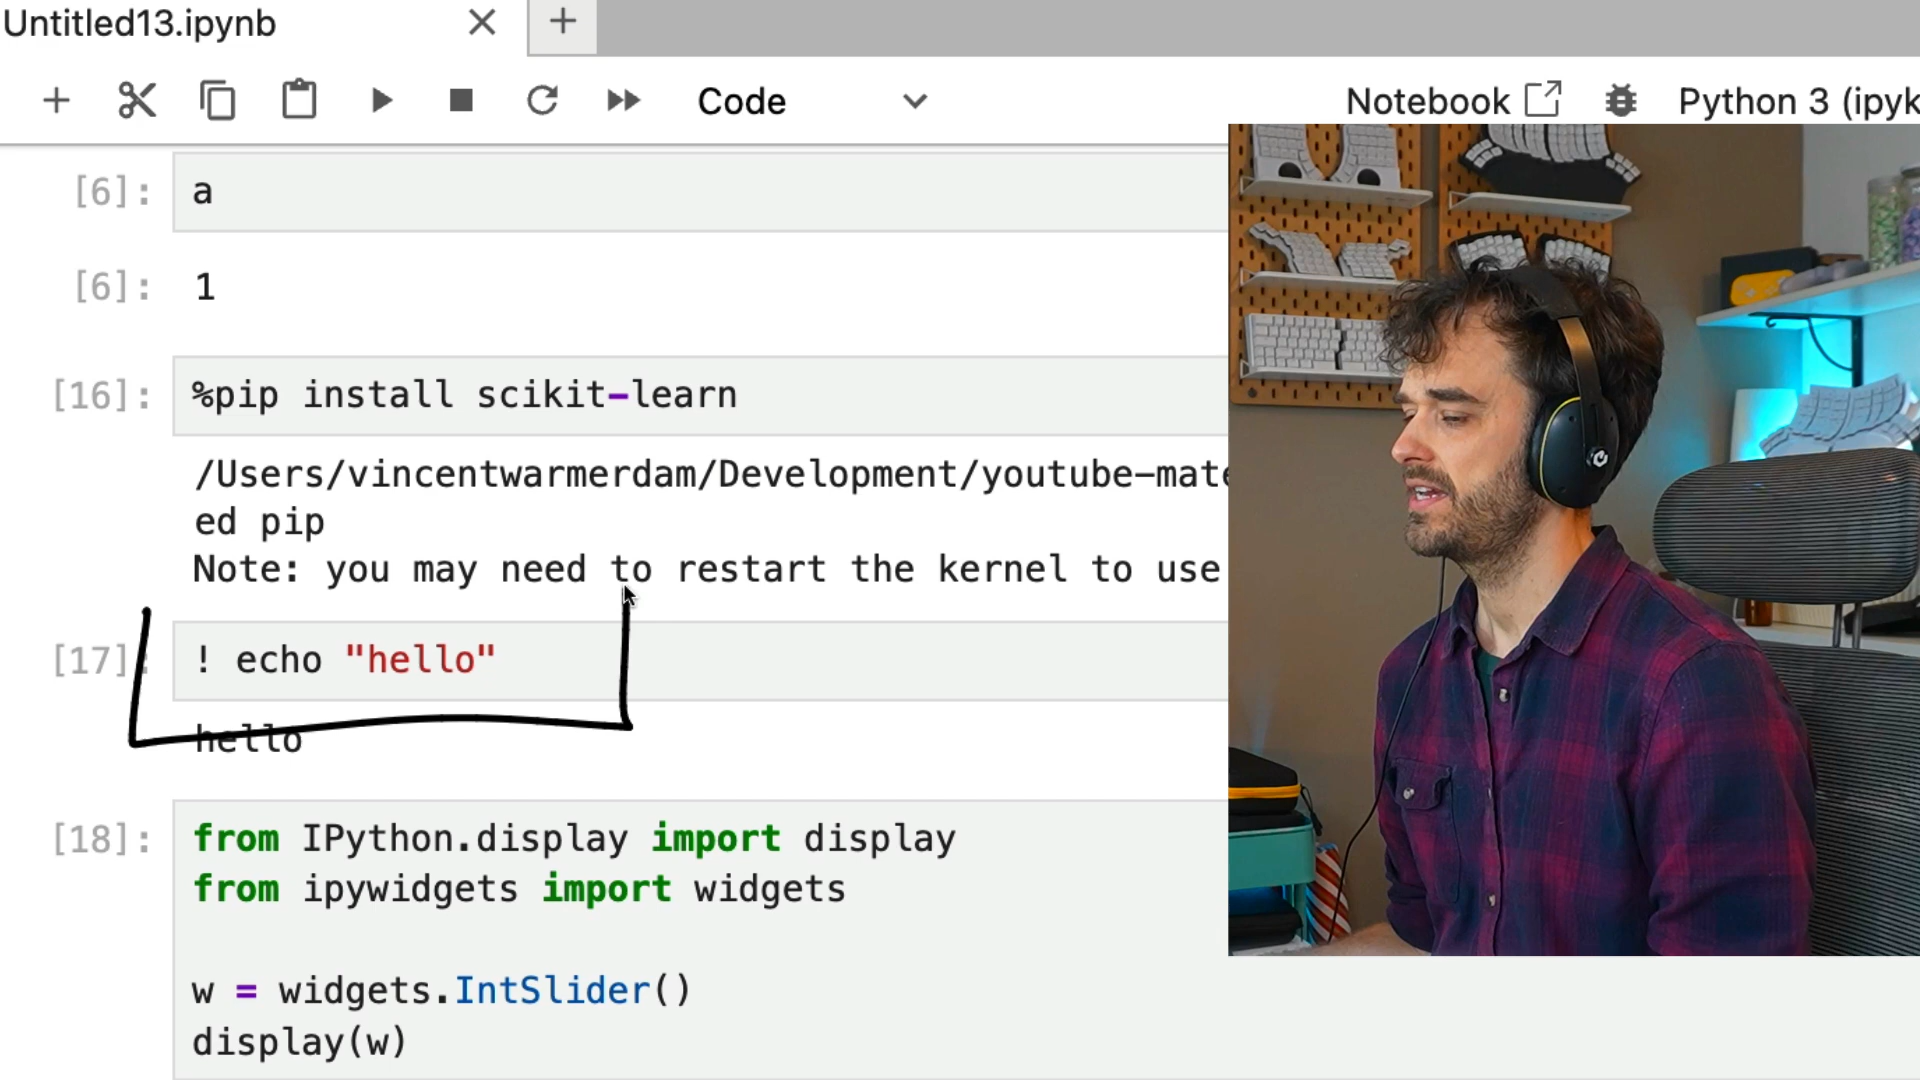 Untitled13.ipynb
Code
Notebook
Python 3 (ipyk
[6]:
a
[6]:
1
[16]:
%pip install scikit-learn
/Users/vincentwarmerdam/Development/youtube-mate
ed pip
Note: you may need to restart the kernel to use
[17]:
! echo "hello"
hello
[18]:
from IPython.display import display
from ipywidgets import widgets
w = widgets.IntSlider()
display(w)